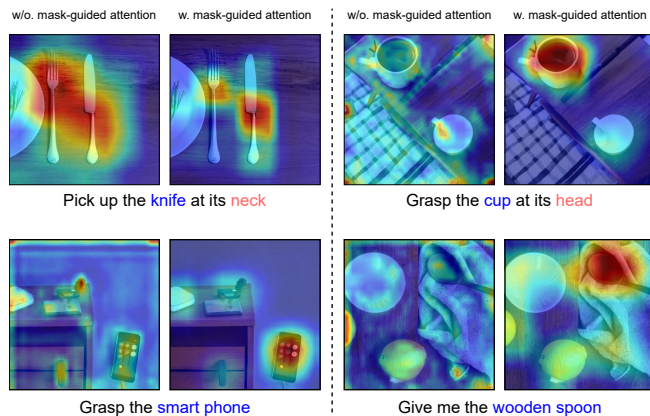 w/o. mask-guided attention w. mask-guided attention w/o. mask-guided attention w. mask-guided attention
Pick up the knife at its neck
Grasp the cup at its head
Grasp the smart phone
Give me the wooden spoon